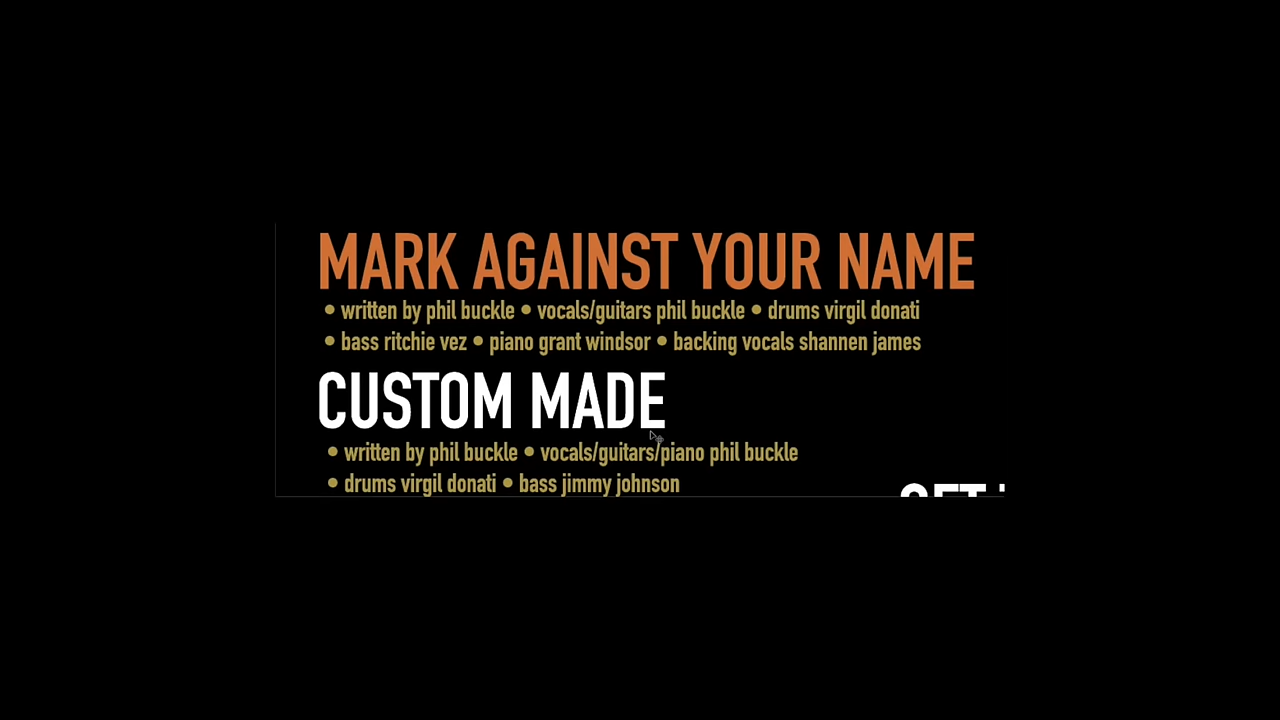 MARK AGAINST YOUR NAME
• written by phil buckle • vocals/guitars phil buckle • drums virgil donati
• bass ritchie vez • piano grant windsor • backing vocals shannen james
CUSTOM MADE
• written by phil buckle • vocals/guitars/piano phil buckle
• drums virgil donati • bass jimmy johnson